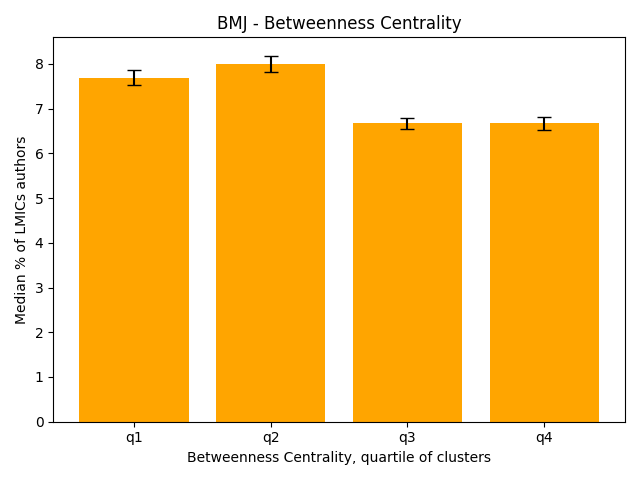 BMJ - Betweenness Centrality
Median % of LMICs authors
8
7
6
5
4
3
2
1
0
q1 q2 q3 q4
Betweenness Centrality, quartile of clusters